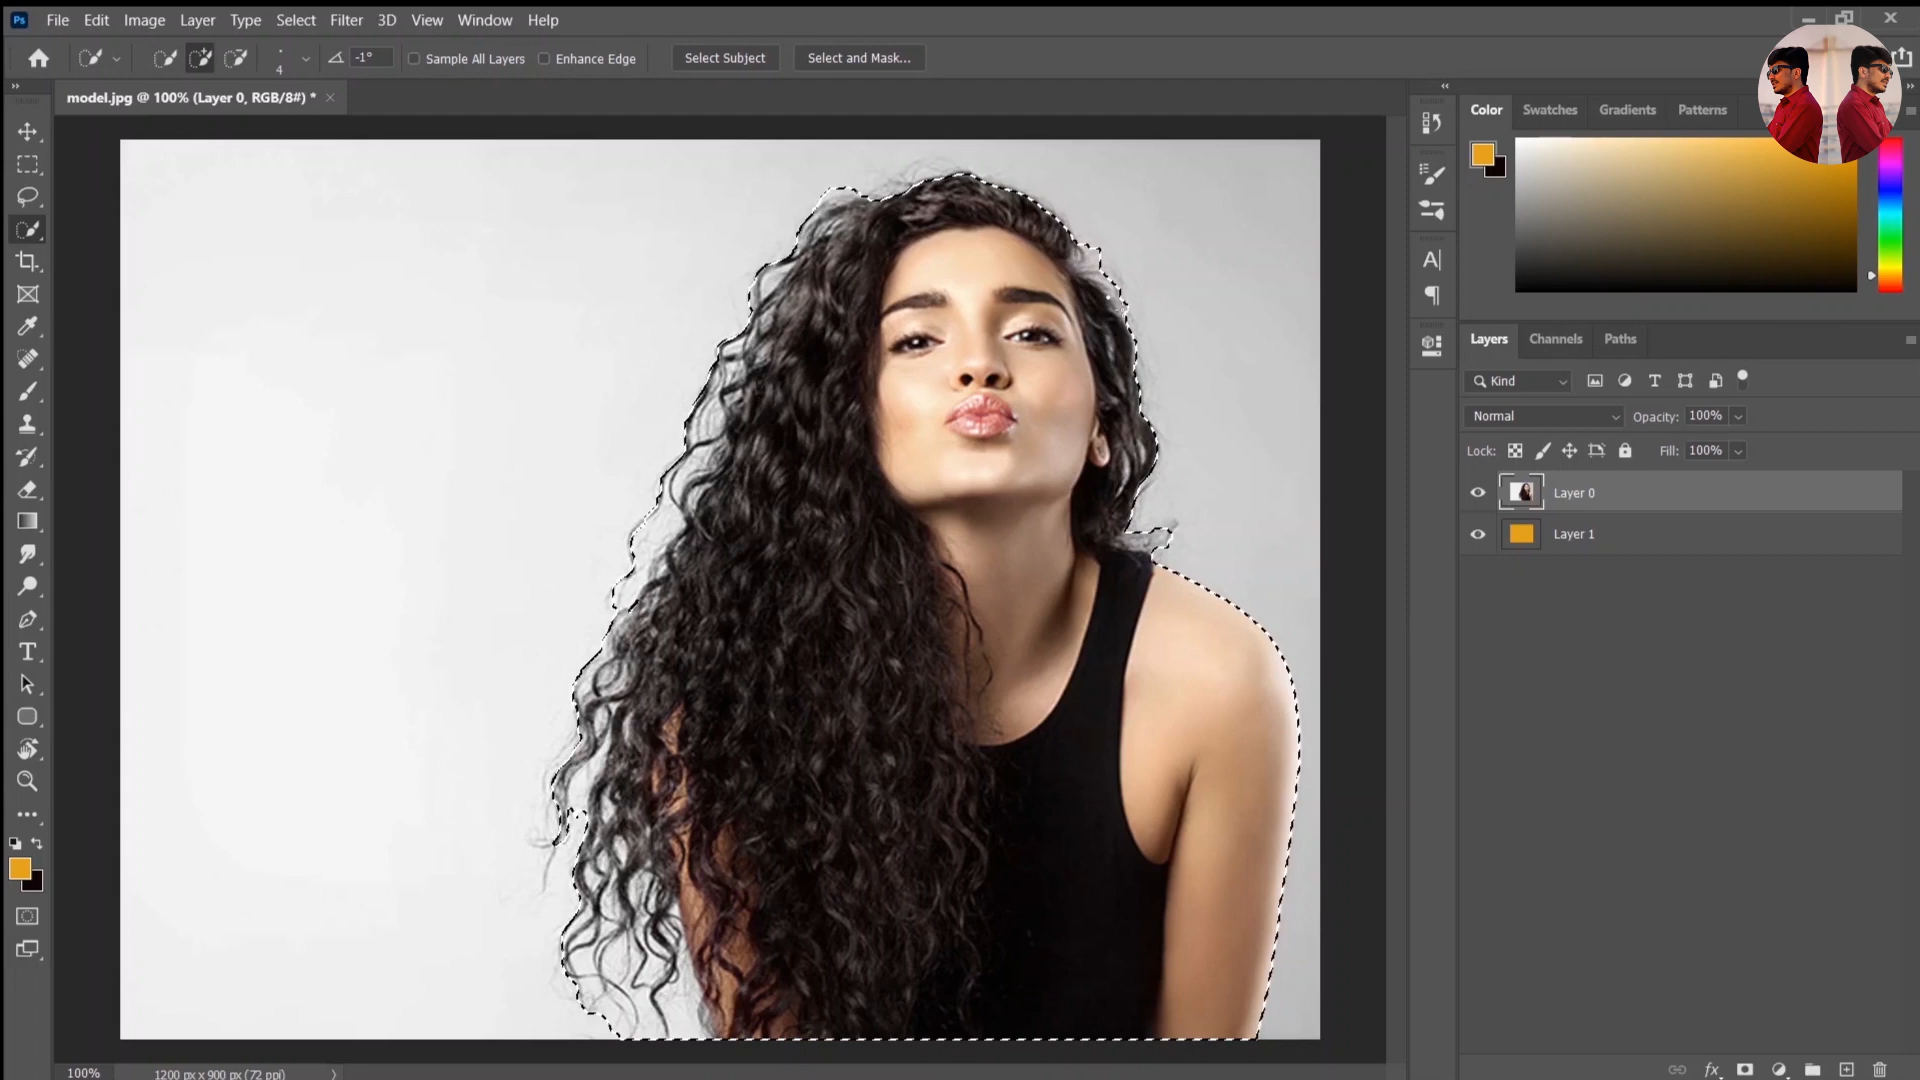 Ps File Edit Image Layer Type Select Filter 3D View Window Help
4 -1° Sample All Layers Enhance Edge Select Subject Select and Mask...
model.jpg @ 100% (Layer 0, RGB/8#) * ×
Color Swatches Gradients Patterns
Layers Channels Paths
Kind
Normal Opacity: 100%
Lock: Fill: 100%
Layer 0
Layer 1
100% 1200 px x 900 px (72 ppi)